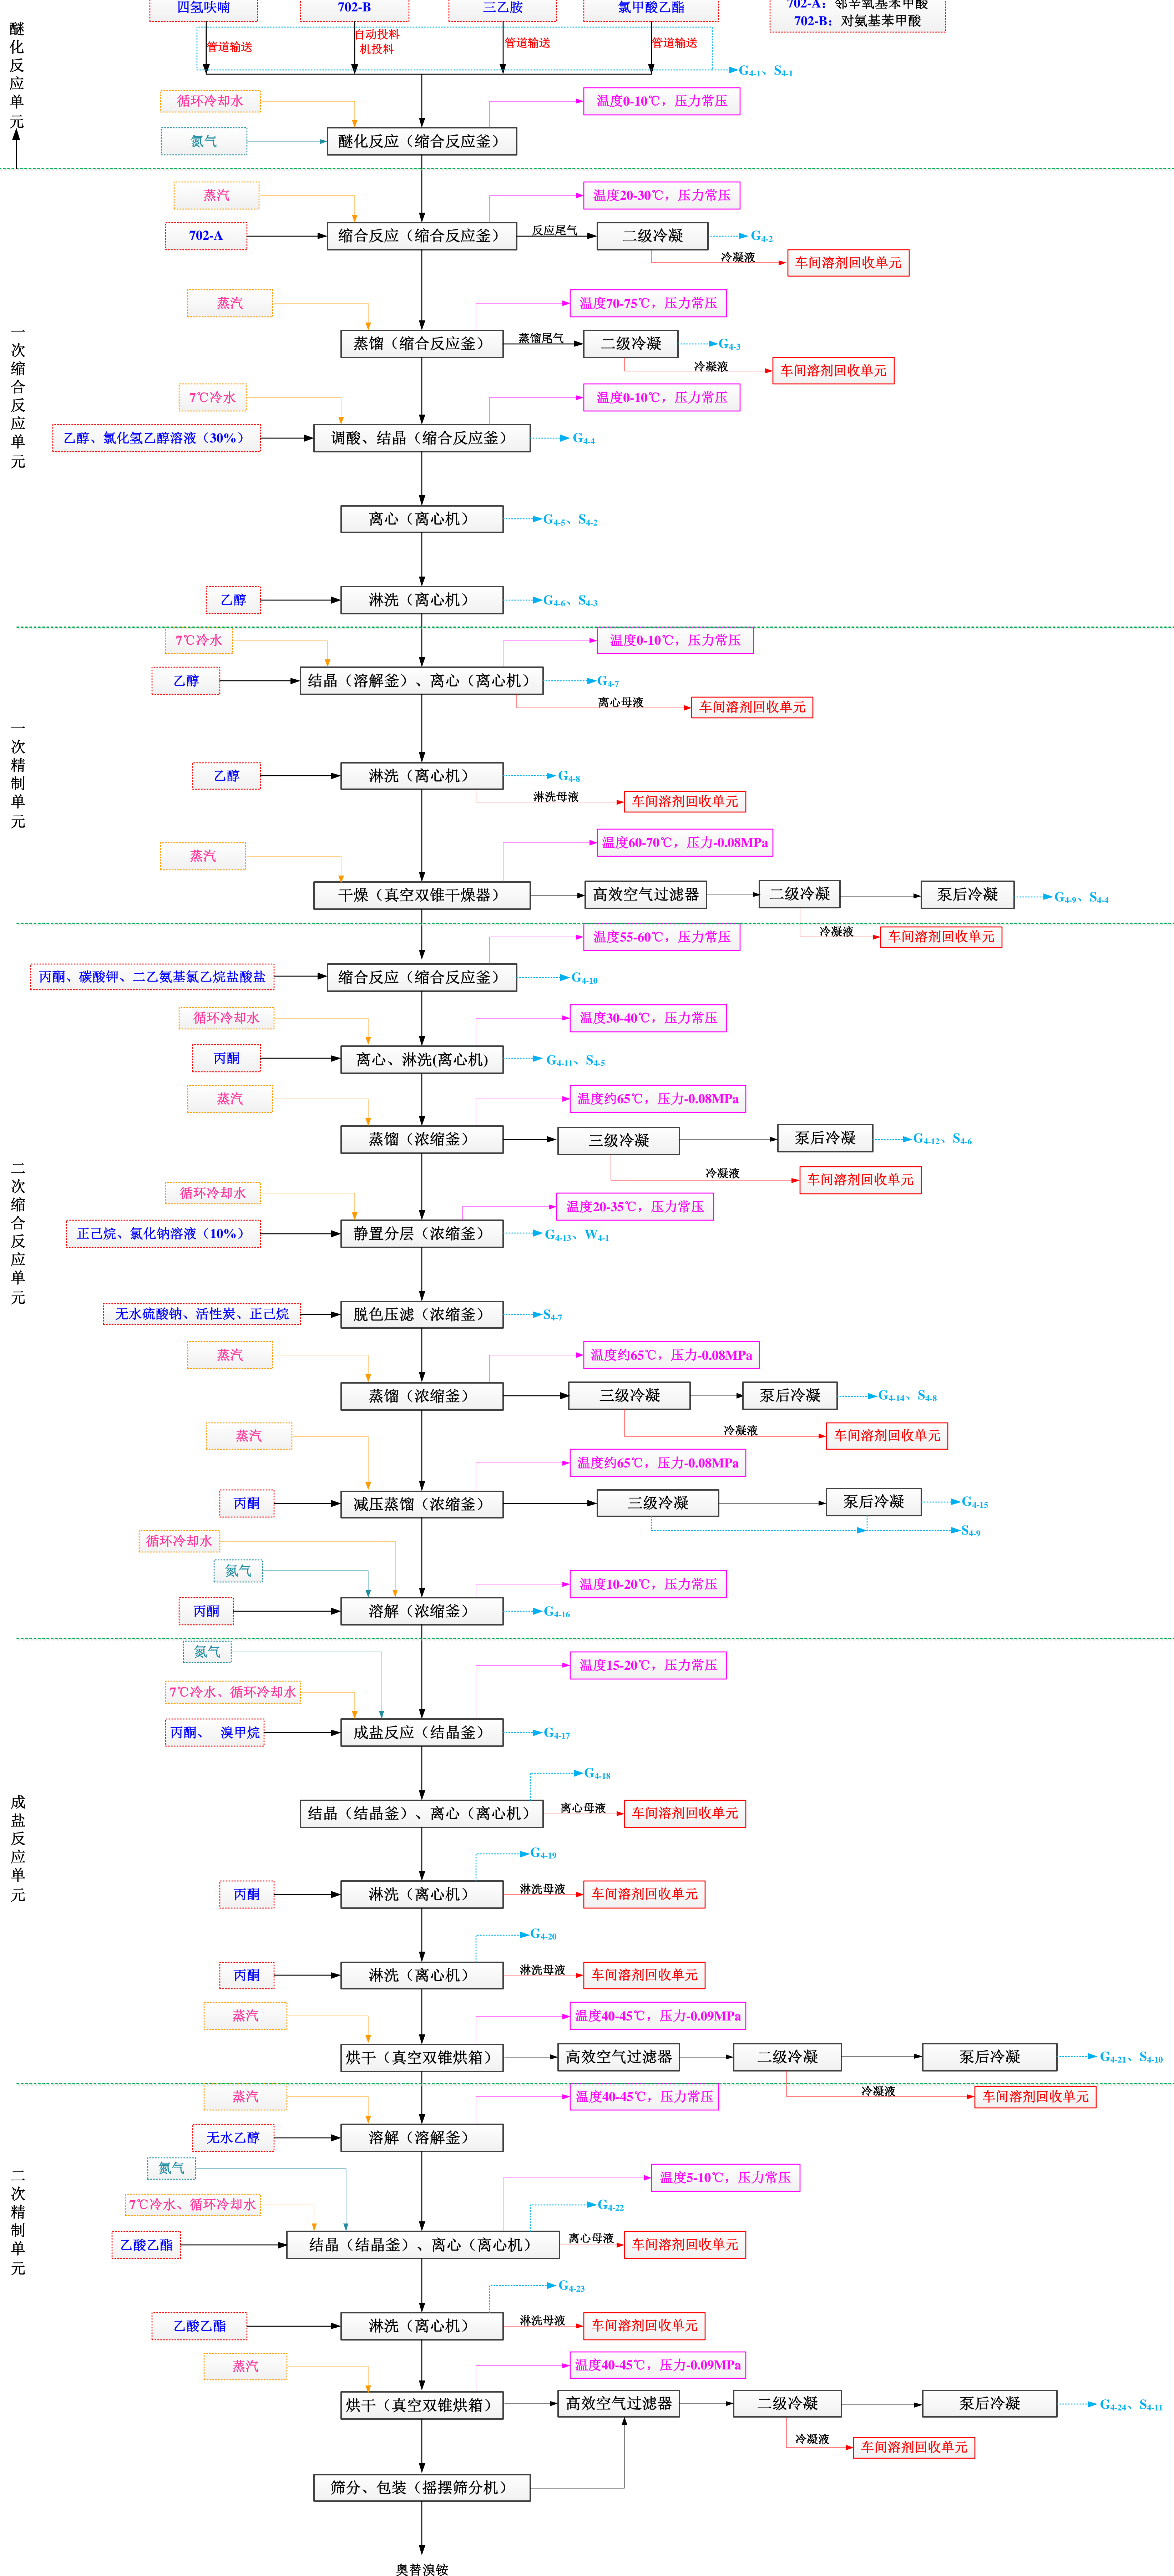 四氢呋喃
702-B
三乙胺
氯甲酸乙酯
702-A：邻辛氧基苯甲酸
702-B：对氨基苯甲酸
醚化反应单元
管道输送
自动投料
机投料
管道输送
管道输送
G4-1、S4-1
循环冷却水
温度0-10℃，压力常压
氮气
醚化反应（缩合反应釜）
蒸汽
温度20-30℃，压力常压
702-A
缩合反应（缩合反应釜）
反应尾气
二级冷凝
G4-2
冷凝液
车间溶剂回收单元
一次缩合反应单元
蒸汽
温度70-75℃，压力常压
蒸馏（缩合反应釜）
蒸馏尾气
二级冷凝
G4-3
冷凝液
车间溶剂回收单元
7℃冷水
温度0-10℃，压力常压
乙醇、氯化氢乙醇溶液（30%）
调酸、结晶（缩合反应釜）
G4-4
离心（离心机）
G4-5、S4-2
乙醇
淋洗（离心机）
G4-6、S4-3
一次精制单元
7℃冷水
温度0-10℃，压力常压
乙醇
结晶（溶解釜）、离心（离心机）
G4-7
离心母液
车间溶剂回收单元
乙醇
淋洗（离心机）
G4-8
淋洗母液
车间溶剂回收单元
蒸汽
温度60-70℃，压力-0.08MPa
干燥（真空双锥干燥器）
高效空气过滤器
二级冷凝
泵后冷凝
G4-9、S4-4
冷凝液
车间溶剂回收单元
二次缩合反应单元
温度55-60℃，压力常压
丙酮、碳酸钾、二乙氨基氯乙烷盐酸盐
缩合反应（缩合反应釜）
G4-10
循环冷却水
温度30-40℃，压力常压
丙酮
离心、淋洗(离心机)
G4-11、S4-5
蒸汽
温度约65℃，压力-0.08MPa
蒸馏（浓缩釜）
三级冷凝
泵后冷凝
G4-12、S4-6
冷凝液
车间溶剂回收单元
循环冷却水
温度20-35℃，压力常压
正己烷、氯化钠溶液（10%）
静置分层（浓缩釜）
G4-13、W4-1
无水硫酸钠、活性炭、正己烷
脱色压滤（浓缩釜）
S4-7
蒸汽
温度约65℃，压力-0.08MPa
蒸馏（浓缩釜）
三级冷凝
泵后冷凝
G4-14、S4-8
冷凝液
车间溶剂回收单元
蒸汽
温度约65℃，压力-0.08MPa
丙酮
减压蒸馏（浓缩釜）
三级冷凝
泵后冷凝
G4-15
S4-9
循环冷却水
氮气
温度10-20℃，压力常压
丙酮
溶解（浓缩釜）
G4-16
成盐反应单元
氮气
温度15-20℃，压力常压
7℃冷水、循环冷却水
丙酮、 溴甲烷
成盐反应（结晶釜）
G4-17
G4-18
结晶（结晶釜）、离心（离心机）
离心母液
车间溶剂回收单元
G4-19
丙酮
淋洗（离心机）
淋洗母液
车间溶剂回收单元
G4-20
丙酮
淋洗（离心机）
淋洗母液
车间溶剂回收单元
蒸汽
温度40-45℃，压力-0.09MPa
烘干（真空双锥烘箱）
高效空气过滤器
二级冷凝
泵后冷凝
G4-21、S4-10
冷凝液
车间溶剂回收单元
二次精制单元
蒸汽
温度40-45℃，压力常压
无水乙醇
溶解（溶解釜）
氮气
温度5-10℃，压力常压
7℃冷水、循环冷却水
G4-22
乙酸乙酯
结晶（结晶釜）、离心（离心机）
离心母液
车间溶剂回收单元
G4-23
乙酸乙酯
淋洗（离心机）
淋洗母液
车间溶剂回收单元
蒸汽
温度40-45℃，压力-0.09MPa
烘干（真空双锥烘箱）
高效空气过滤器
二级冷凝
泵后冷凝
G4-24、S4-11
冷凝液
车间溶剂回收单元
筛分、包装（摇摆筛分机）
奥替溴铵